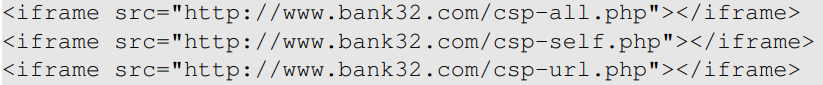 <iframe src="http://www.bank32.com/csp-all.php"></iframe>
<iframe src="http://www.bank32.com/csp-self.php"></iframe>
<iframe src="http://www.bank32.com/csp-url.php"></iframe>